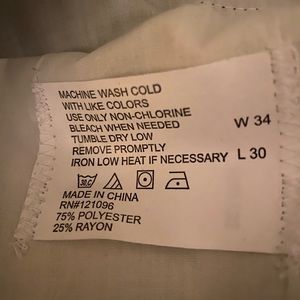 MACHINE WASH COLD
WITH LIKE COLORS
USE ONLY NON-CHLORINE
BLEACH WHEN NEEDED
TUMBLE DRY LOW
REMOVE PROMPTLY
IRON LOW HEAT IF NECESSARY
W 34
L 30
30.C
MADE IN CHINA
RN#121096
75% POLYESTER
25% RAYON